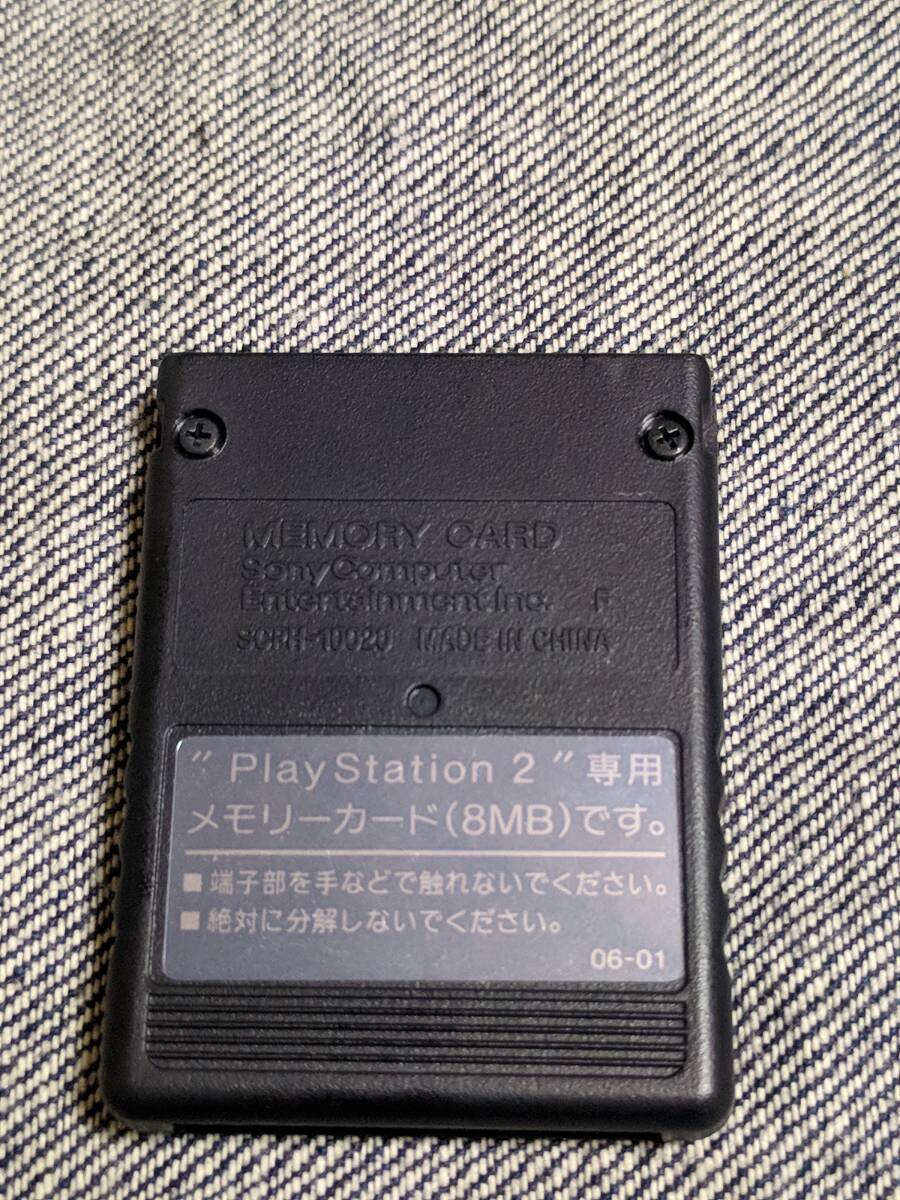 MEMORY CARD
Sony Computer
Entertainment Inc. F
SCPH-10020 MADE IN CHINA
" PlayStation 2 " 専用
メモリーカード(8MB)です。
■ 端子部を手などで触れないでください。
■ 絶対に分解しないでください。
06-01